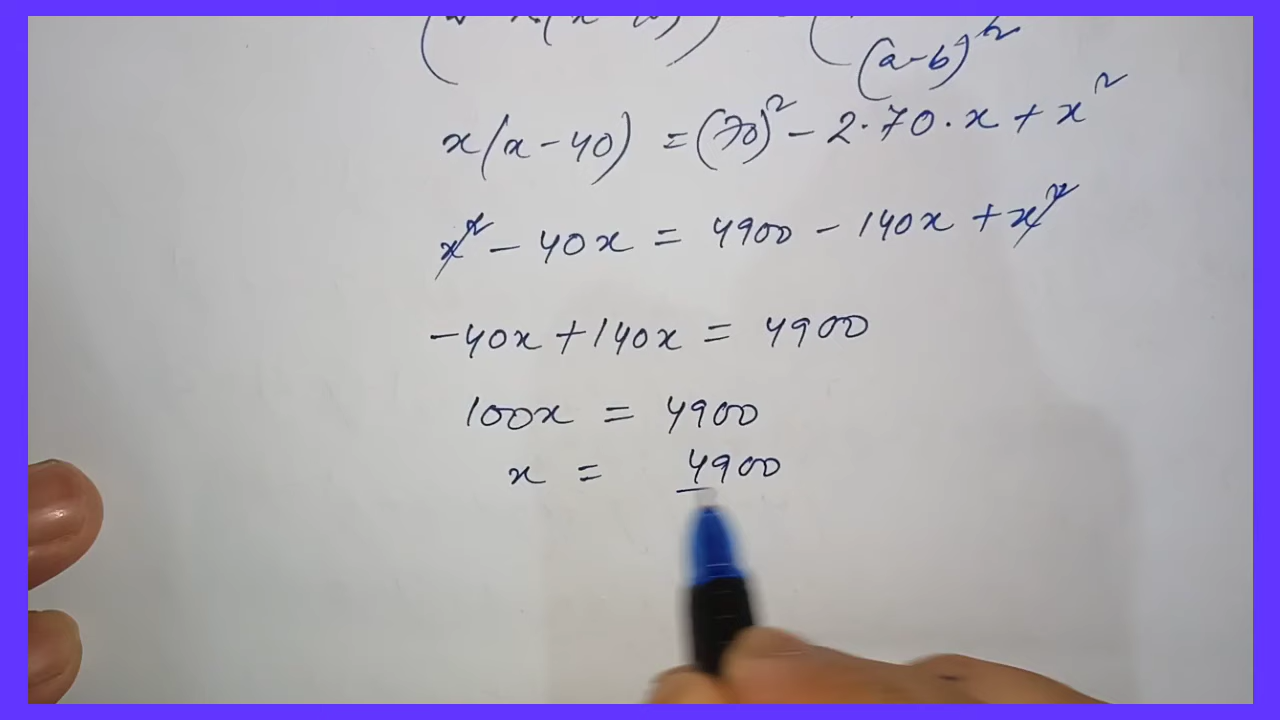 (a-b)²
x(x-40) = (70)² - 2·70·x + x²
x² - 40x = 4900 - 140x + x²
-40x + 140x = 4900
100x = 4900
x = 4900